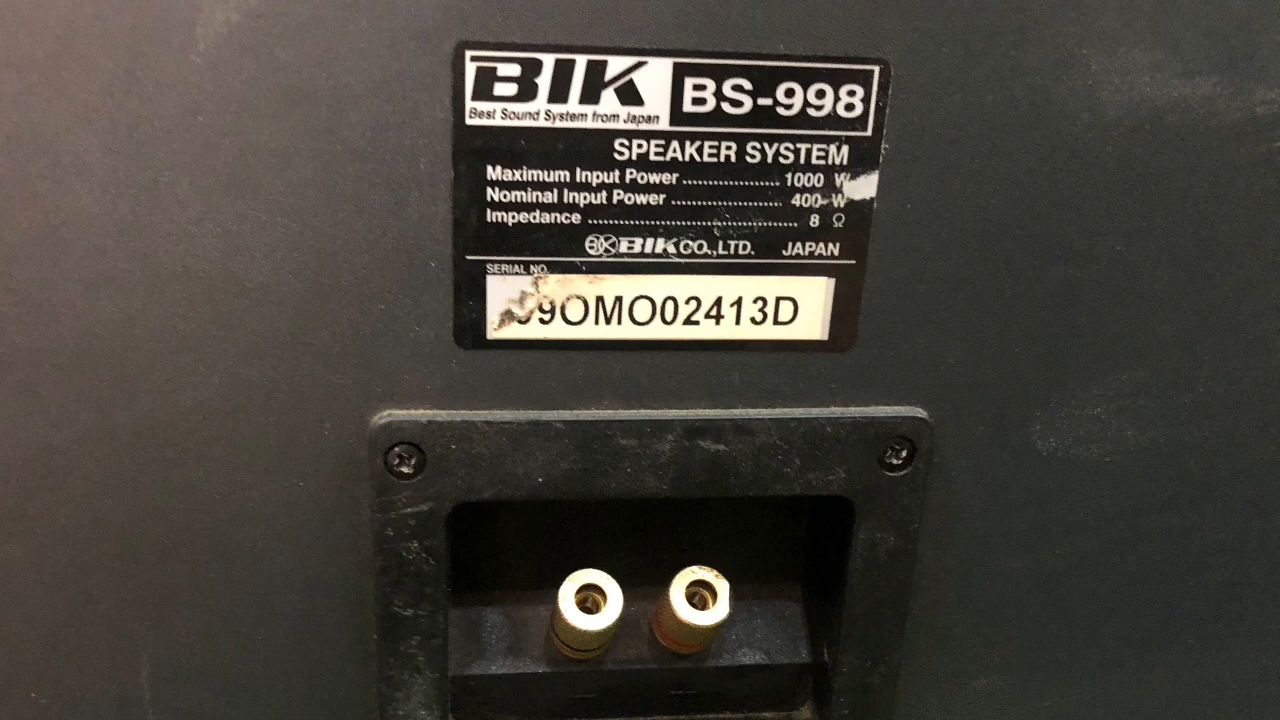 BIK BS-998
Best Sound System from Japan
SPEAKER SYSTEM
Maximum Input Power ................... 1000 W
Nominal Input Power ...................... 400 W
Impedance ......................................... 8 Ω
BIK CO.,LTD. JAPAN
SERIAL NO.